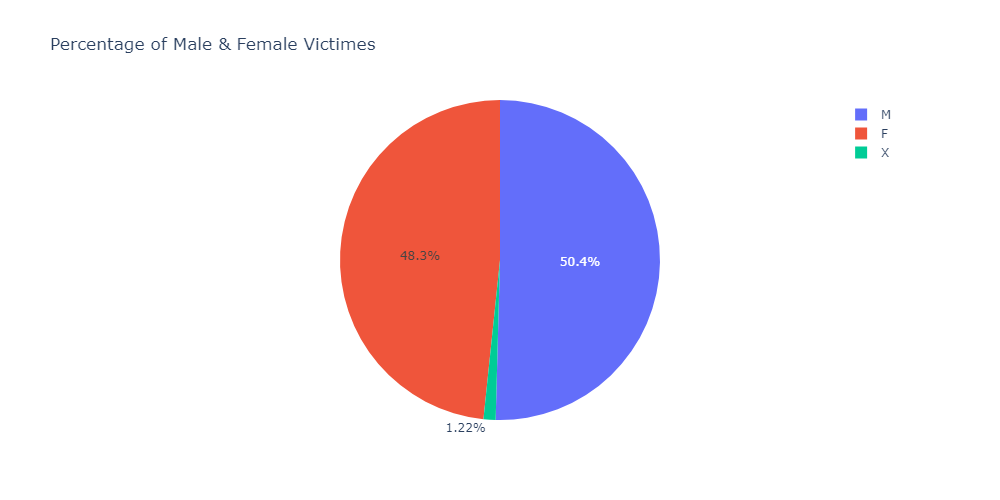 Percentage of Male & Female Victimes
M
F
X
48.3%
50.4%
1.22%